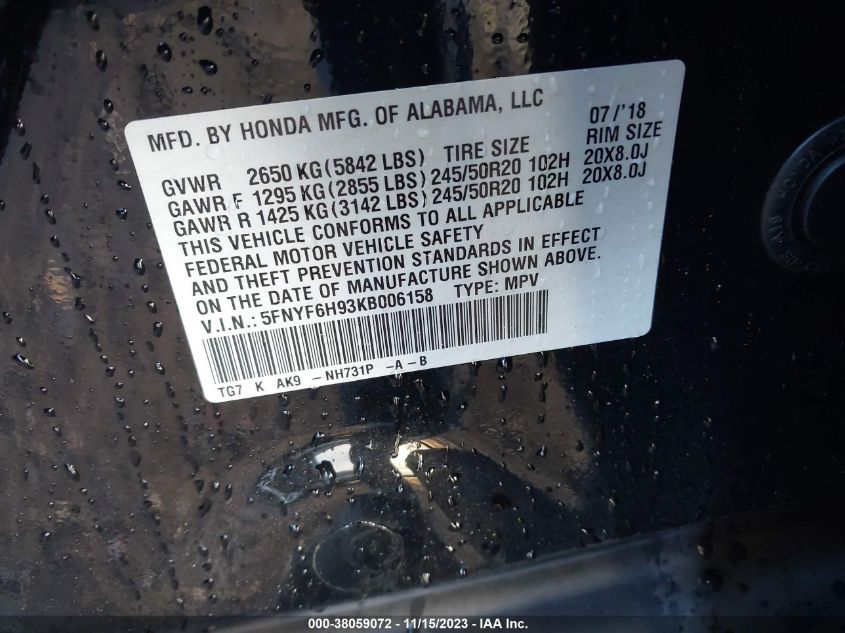 MFD. BY HONDA MFG. OF ALABAMA, LLC 07/'18
GVWR 2650 KG(5842 LBS) TIRE SIZE RIM SIZE
GAWR F 1295 KG(2855 LBS) 245/50R20 102H 20X8.0J
GAWR R 1425 KG(3142 LBS) 245/50R20 102H 20X8.0J
THIS VEHICLE CONFORMS TO ALL APPLICABLE
FEDERAL MOTOR VEHICLE SAFETY
AND THEFT PREVENTION STANDARDS IN EFFECT
ON THE DATE OF MANUFACTURE SHOWN ABOVE.
V.I.N.: 5FNYF6H93KB006158 TYPE: MPV
TG7 K AK9 -NH731P -A-B
000-38059072 - 11/15/2023 - IAA Inc.